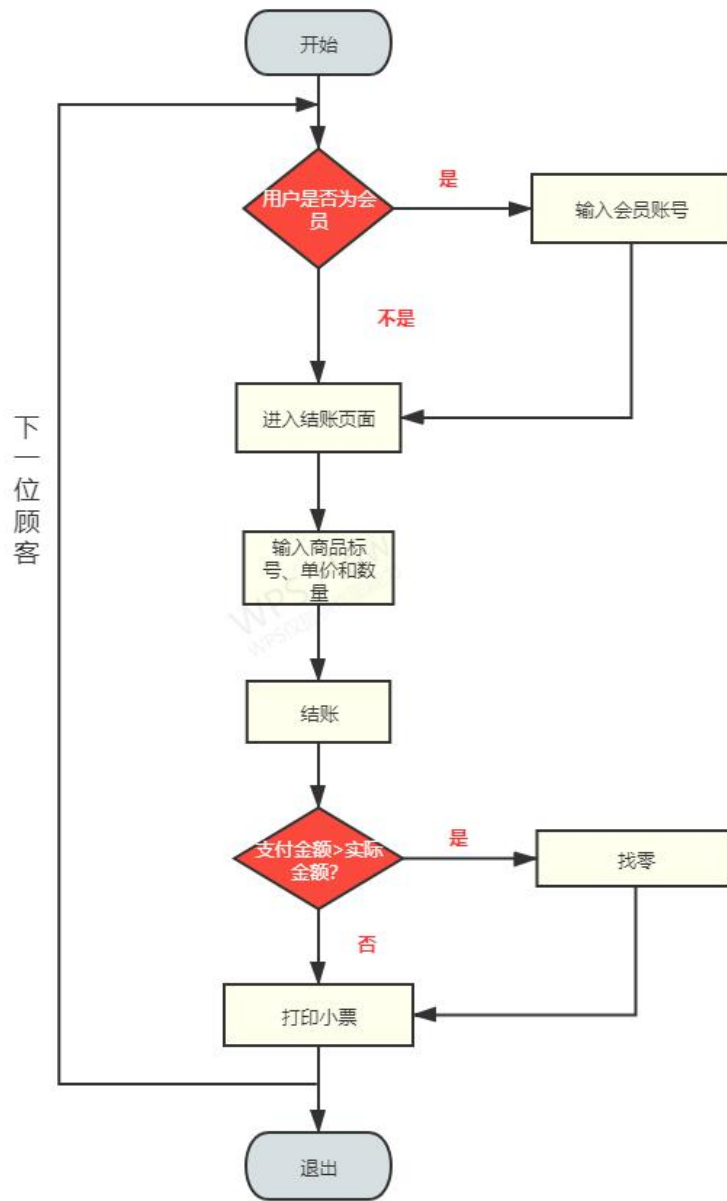 开始
用户是否为会
员
是
输入会员账号
不是
进入结账页面
下
一
位
顾
客
输入商品标
号、单价和数
量
结账
支付金额>实际
金额?
是
找零
否
打印小票
退出